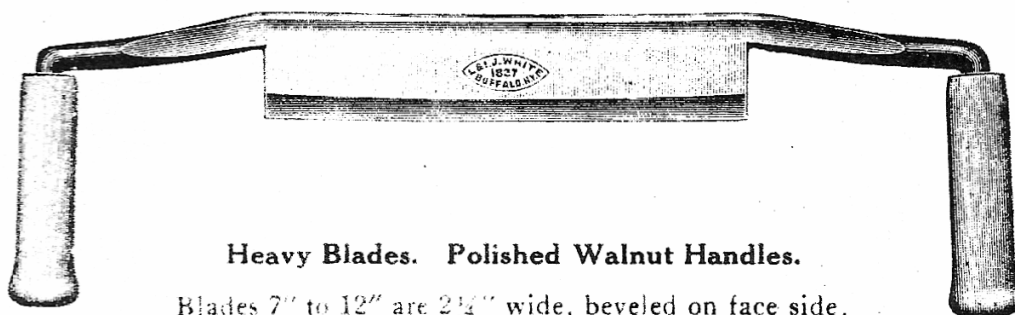 L. & I. J. WHITE
1837
BUFFALO, N.Y.
Heavy Blades. Polished Walnut Handles.
Blades 7" to 12" are 2¼" wide, beveled on face side.